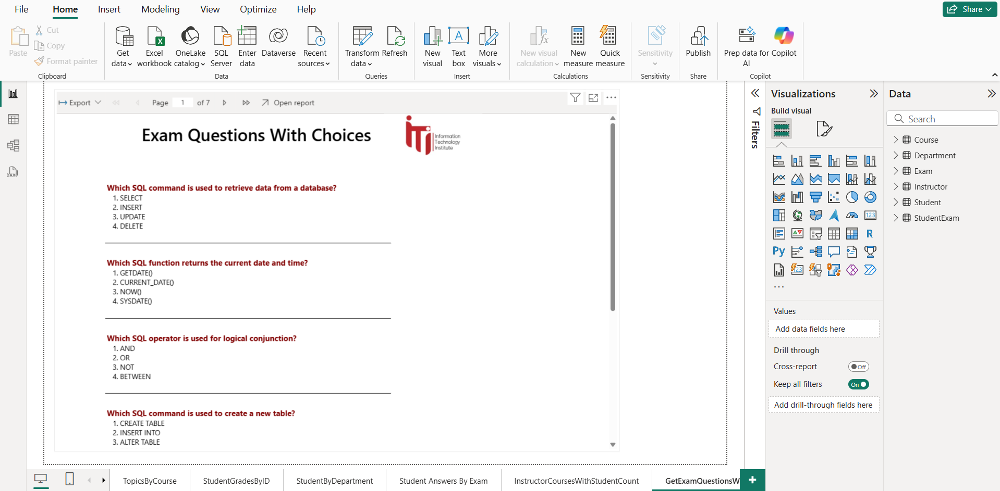 File Home Insert Modeling View Optimize Help Share
Paste
Cut
Copy
Format painter
Clipboard
Get data
Excel workbook
OneLake catalog
SQL Server
Enter data
Dataverse
Recent sources
Data
Transform data
Refresh
Queries
New visual
Text box
More visuals
Insert
New visual calculation
New measure
Quick measure
Calculations
Sensitivity
Sensitivity
Publish
Share
Prep data for AI
Copilot
Copilot
Export Page 1 of 7 Open report
Exam Questions With Choices
iTi
Information
Technology
Institute
Which SQL command is used to retrieve data from a database?
1. SELECT
2. INSERT
3. UPDATE
4. DELETE
Which SQL function returns the current date and time?
1. GETDATE()
2. CURRENT_DATE()
3. NOW()
4. SYSDATE()
Which SQL operator is used for logical conjunction?
1. AND
2. OR
3. NOT
4. BETWEEN
Which SQL command is used to create a new table?
1. CREATE TABLE
2. INSERT INTO
3. ALTER TABLE
DAX
Filters
Visualizations
Build visual
123
R
Py
123
Values
Add data fields here
Drill through
Cross-report Off
Keep all filters On
Add drill-through fields here
Data
Search
Course
Department
Exam
Instructor
Student
StudentExam
TopicsByCourse StudentGradesByID StudentByDepartment Student Answers By Exam InstructorCoursesWithStudentCount GetExamQuestionsW